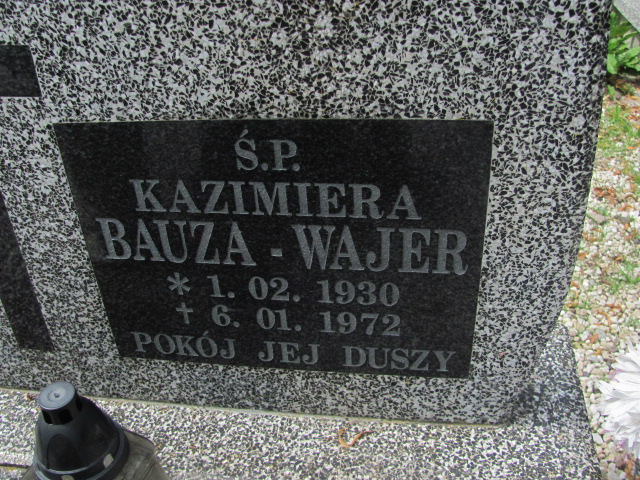 Ś.P.
KAZIMIERA
BAUZA - WAJER
* 1. 02. 1930
✝ 6. 01. 1972
POKÓJ JEJ DUSZY